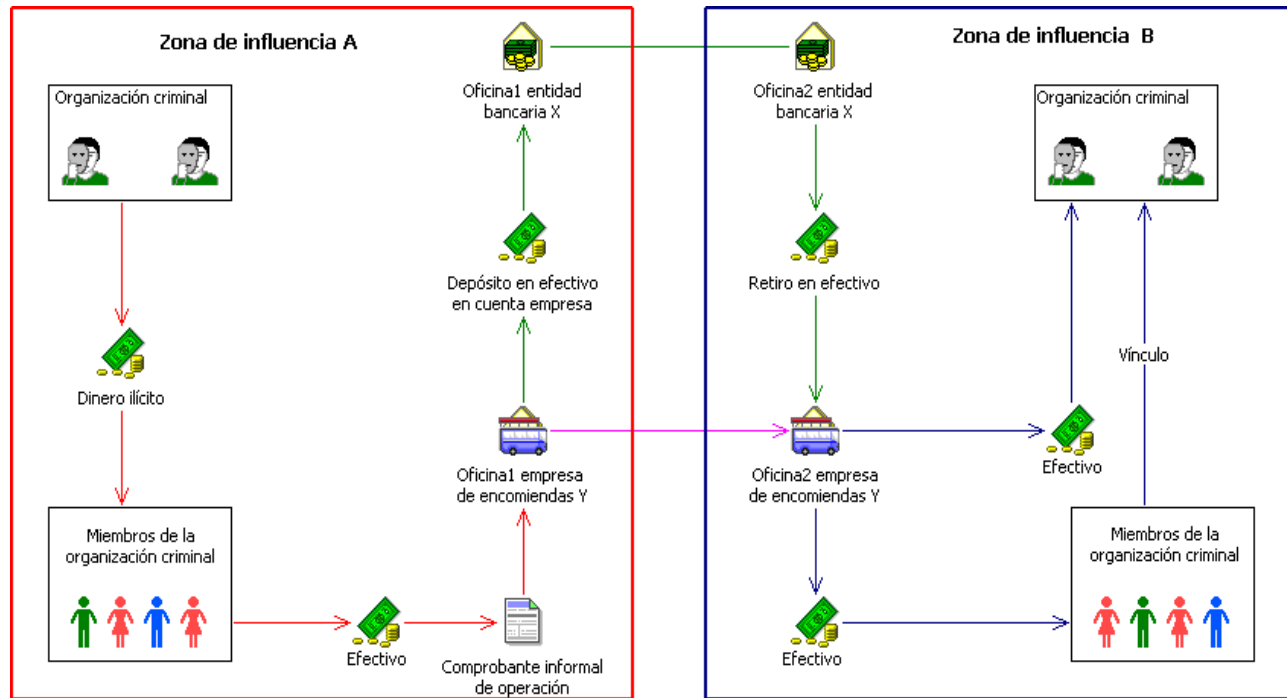 Zona de influencia A
Organización criminal
Dinero ilícito
Miembros de la
organización criminal
Efectivo
Comprobante informal
de operación
Oficina1 empresa
de encomiendas Y
Depósito en efectivo
en cuenta empresa
Oficina1 entidad
bancaria X
Zona de influencia B
Oficina2 entidad
bancaria X
Retiro en efectivo
Oficina2 empresa
de encomiendas Y
Efectivo
Efectivo
Miembros de la
organización criminal
Vínculo
Organización criminal